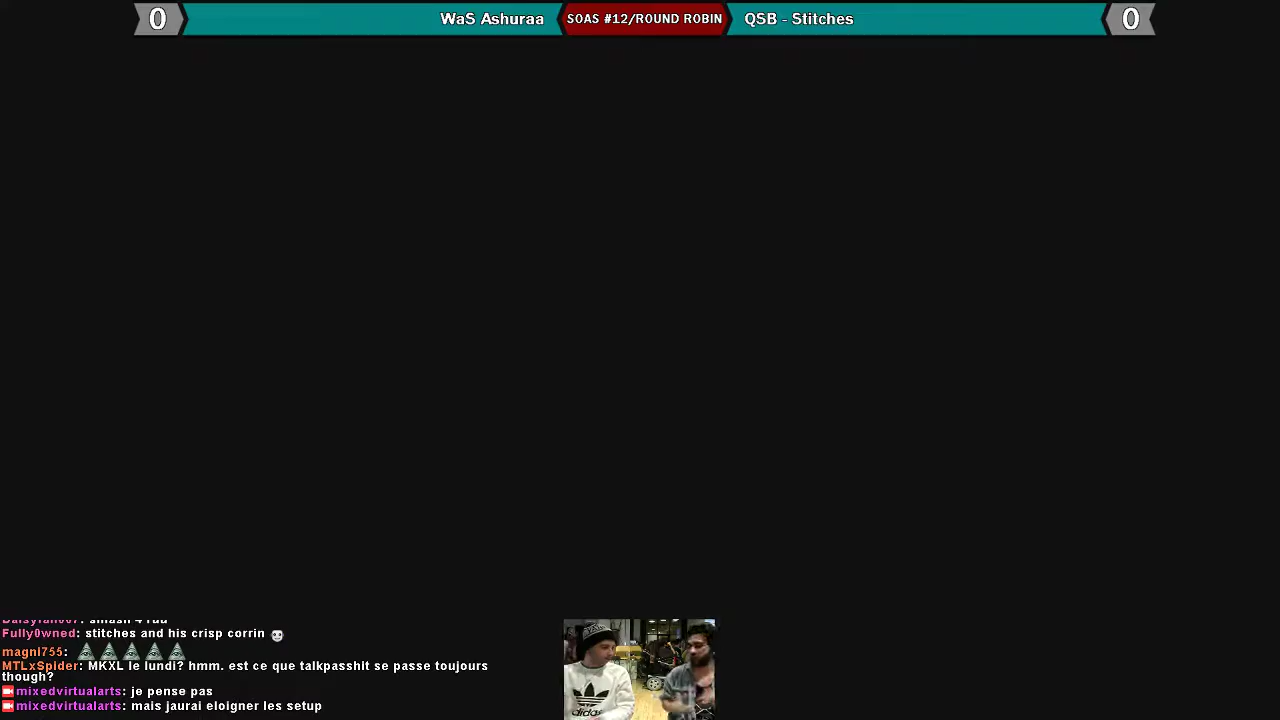 0 WaS Ashuraa SOAS #12/ROUND ROBIN QSB - Stitches 0
Fully0wned: stitches and his crisp corrin
magni755:
MTLxSpider: MKXL le lundi? hmm. est ce que talkpasshit se passe toujours
though?
mixedvirtualarts: je pense pas
mixedvirtualarts: mais jaurai eloigner les setup
adidas